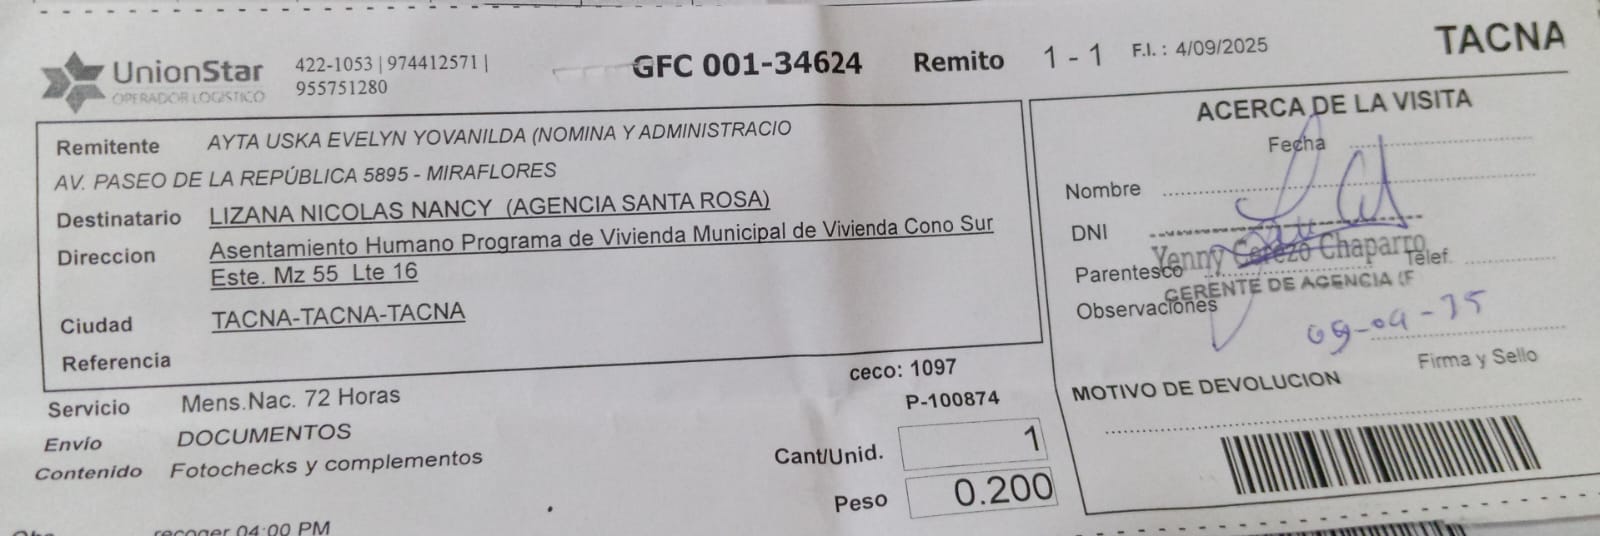 UnionStar
OPERADOR LOGISTICO
422-1053 | 974412571 |
955751280
GFC 001-34624
Remito 1 - 1
F.I. : 4/09/2025
TACNA
Remitente AYTA USKA EVELYN YOVANILDA (NOMINA Y ADMINISTRACIO
AV. PASEO DE LA REPÚBLICA 5895 - MIRAFLORES
Destinatario LIZANA NICOLAS NANCY (AGENCIA SANTA ROSA)
Direccion Asentamiento Humano Programa de Vivienda Municipal de Vivienda Cono Sur
Este. Mz 55 Lte 16
Ciudad TACNA-TACNA-TACNA
Referencia
Servicio Mens.Nac. 72 Horas
Envío DOCUMENTOS
Contenido Fotochecks y complementos
recoger 04:00 PM
ceco: 1097
P-100874
Cant/Unid. 1
Peso 0.200
ACERCA DE LA VISITA
Fecha
Nombre
DNI
Yenny Cerezo Chaparro
Parentesco Telef.
GERENTE DE AGENCIA (F
Observaciones
Firma y Sello
MOTIVO DE DEVOLUCION